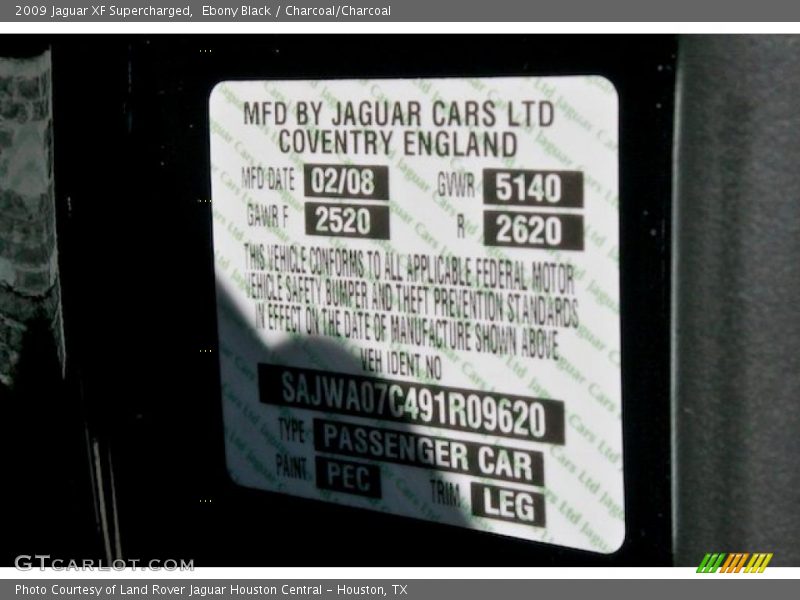 2009 Jaguar XF Supercharged, Ebony Black / Charcoal/Charcoal
MFD BY JAGUAR CARS LTD
COVENTRY ENGLAND
MFD DATE 02/08 GVWR 5140
GAWR F 2520 R 2620
THIS VEHICLE CONFORMS TO ALL APPLICABLE FEDERAL MOTOR
VEHICLE SAFETY, BUMPER AND THEFT PREVENTION STANDARDS
IN EFFECT ON THE DATE OF MANUFACTURE SHOWN ABOVE
VEH IDENT NO
SAJWA07C491R09620
TYPE PASSENGER CAR
PAINT. PEC TRIM. LEG
GTCARLOT.COM
Photo Courtesy of Land Rover Jaguar Houston Central - Houston, TX